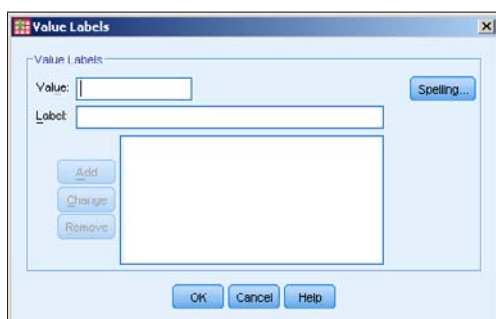 Value Labels
Value Labels
Value:
Spelling...
Label:
Add
Change
Remove
OK Cancel Help